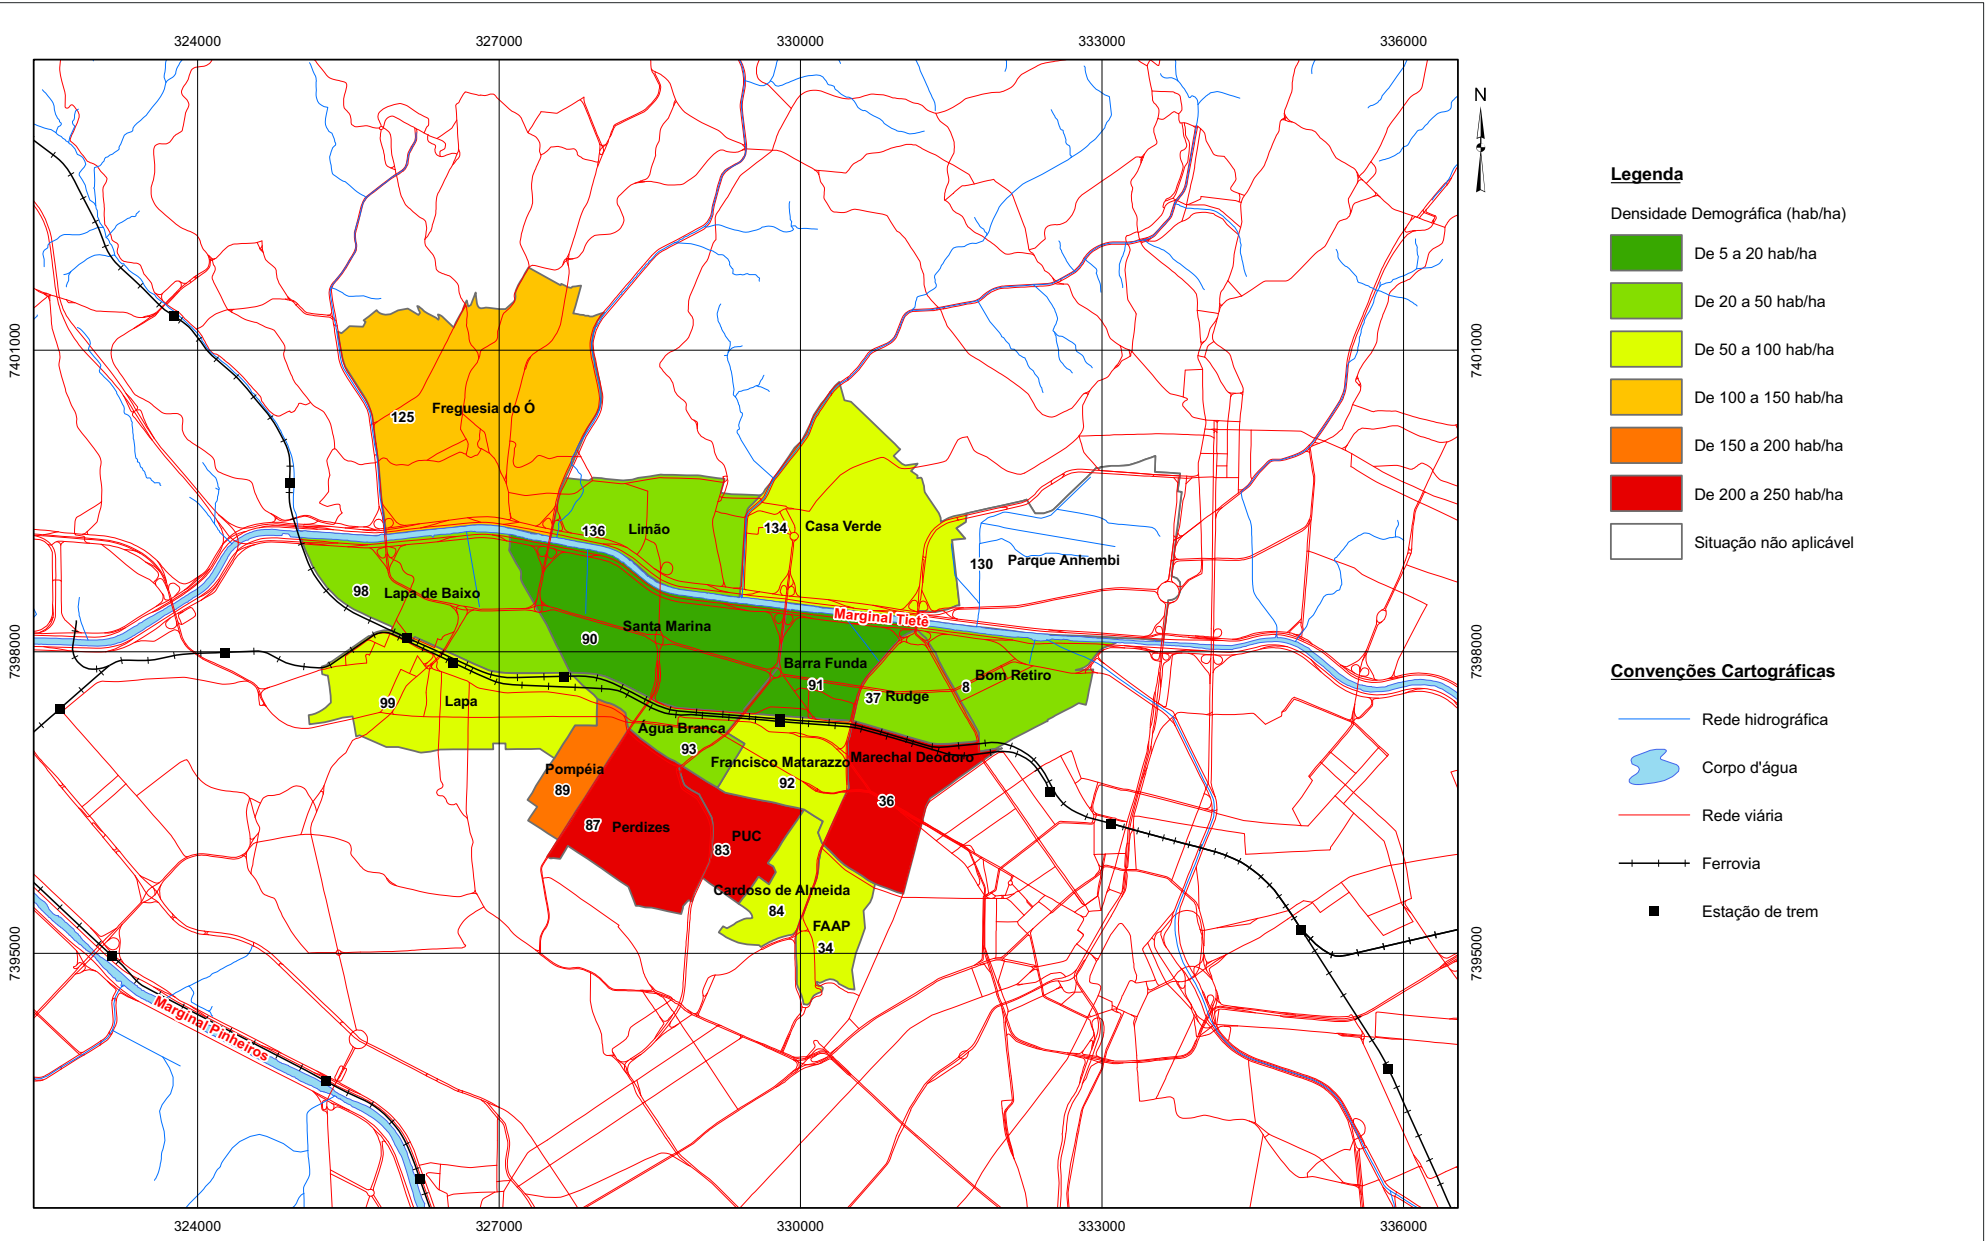 324000
327000
330000
333000
336000
N
7401000
7401000
7398000
7398000
7395000
7395000
Freguesia do Ó
125
136
Limão
134
Casa Verde
130
Parque Anhembi
98
Lapa de Baixo
Marginal Tietê
90
Santa Marina
Barra Funda
91
37
Rudge
8
Bom Retiro
99
Lapa
Água Branca
93
Francisco Matarazzo
92
Marechal Deodoro
36
Pompéia
89
87
Perdizes
PUC
83
Cardoso de Almeida
84
FAAP
34
Marginal Pinheiros
324000
327000
330000
333000
336000
Legenda
Densidade Demográfica (hab/ha)
De 5 a 20 hab/ha
De 20 a 50 hab/ha
De 50 a 100 hab/ha
De 100 a 150 hab/ha
De 150 a 200 hab/ha
De 200 a 250 hab/ha
Situação não aplicável
Convenções Cartográficas
Rede hidrográfica
Corpo d'água
Rede viária
Ferrovia
Estação de trem